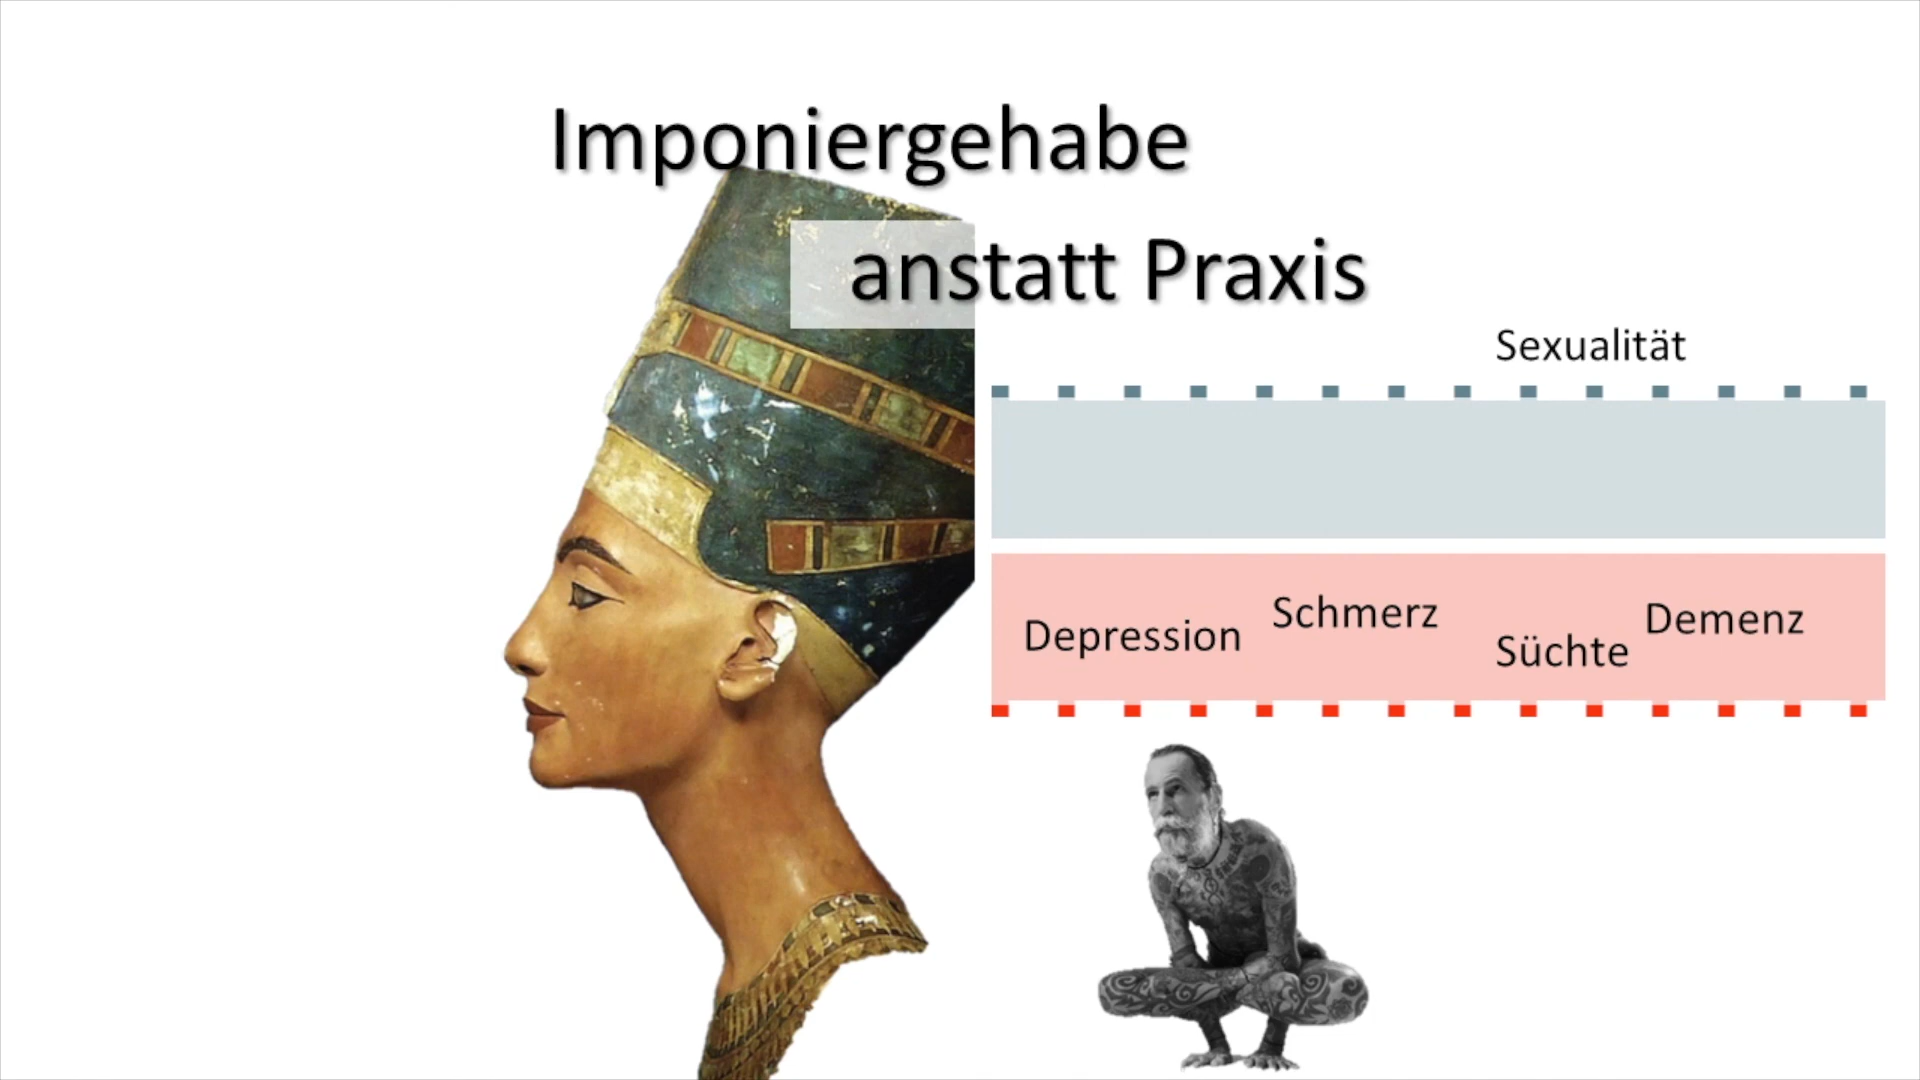 Imponiergehabe
anstatt Praxis
Sexualität
Depression
Schmerz
Süchte
Demenz